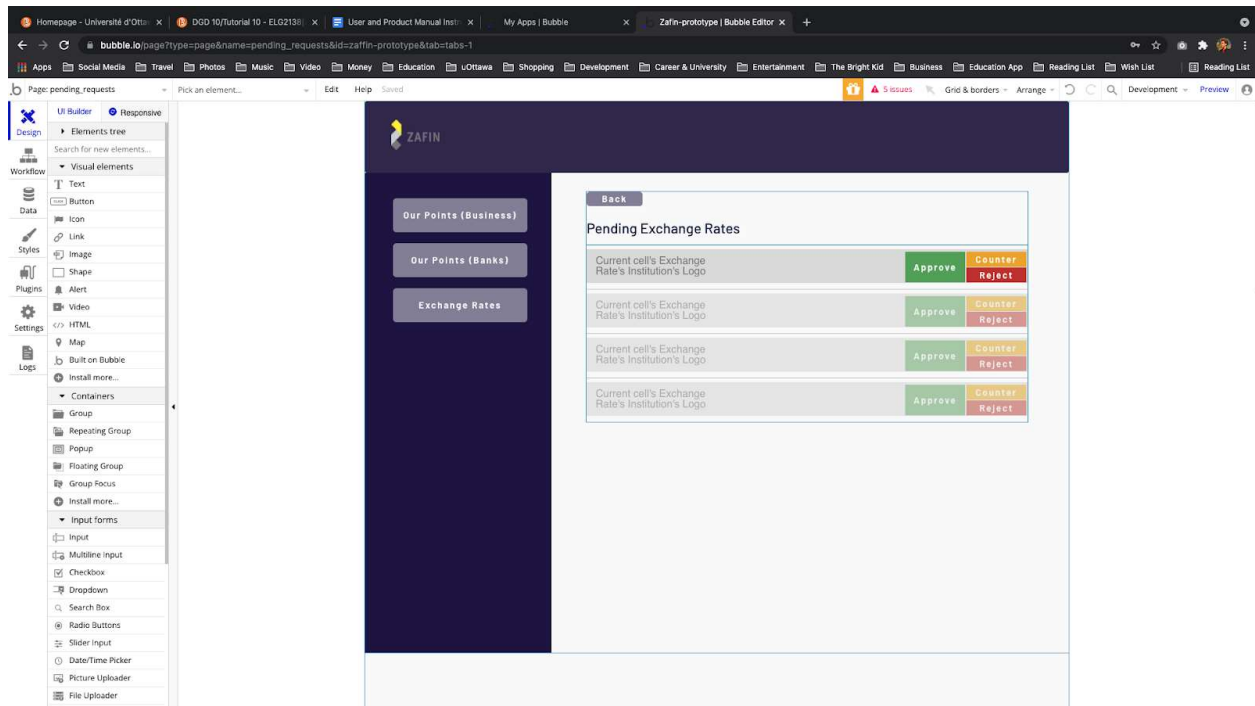 Homepage - Université d'Otta
DGD 10/Tutorial 10 - ELG2138
User and Product Manual Instr
My Apps | Bubble
Zafin-prototype | Bubble Editor
bubble.io/page?type=page&name=pending_requests&id=zaffin-prototype&tab=tabs-1
Apps Social Media Travel Photos Music Video Money Education uOttawa Shopping Development Career & University Entertainment The Bright Kid Business Education App Reading List Wish List Reading List
Page: pending_requests Pick an element... Edit Help Saved 5 issues Grid & borders Arrange Development Preview
UI Builder Responsive
Design
Elements tree
Search for new elements...
Workflow
Visual elements
Text
Button
Data
Icon
Link
Styles
Image
Shape
Plugins
Alert
Video
Settings
HTML
Map
Logs
Built on Bubble
Install more...
Containers
Group
Repeating Group
Popup
Floating Group
Group Focus
Install more...
Input forms
Input
Multiline Input
Checkbox
Dropdown
Search Box
Radio Buttons
Slider Input
Date/Time Picker
Picture Uploader
File Uploader
ZAFIN
Our Points (Business)
Our Points (Banks)
Exchange Rates
Back
Pending Exchange Rates
Current cell's Exchange
Rate's Institution's Logo
Approve
Counter
Reject
Current cell's Exchange
Rate's Institution's Logo
Approve
Counter
Reject
Current cell's Exchange
Rate's Institution's Logo
Approve
Counter
Reject
Current cell's Exchange
Rate's Institution's Logo
Approve
Counter
Reject